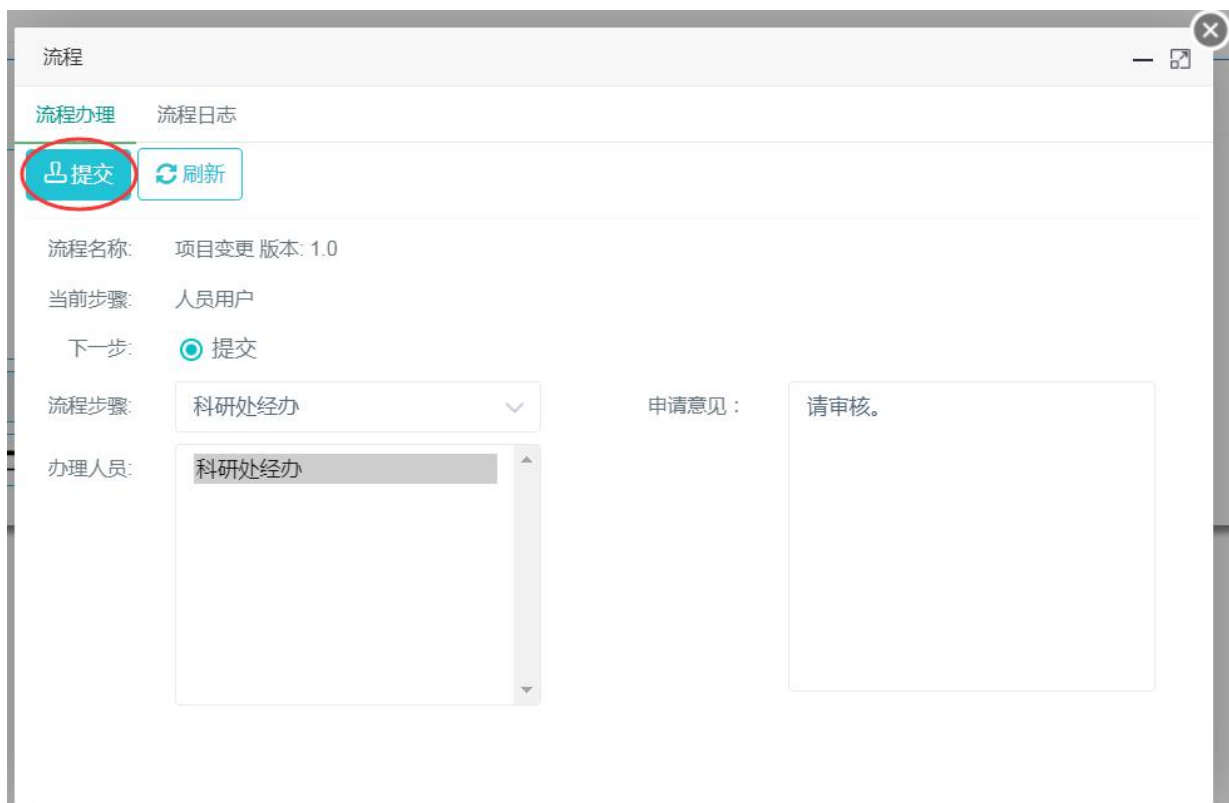 流程
流程办理 流程日志
提交 刷新
流程名称: 项目变更 版本: 1.0
当前步骤: 人员用户
下一步: 提交
流程步骤: 科研处经办 申请意见： 请审核。
办理人员: 科研处经办